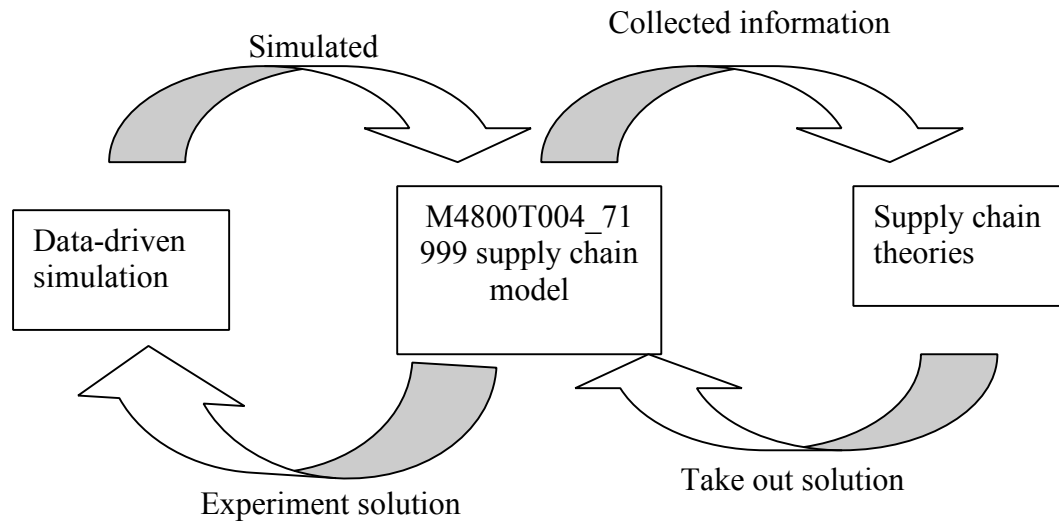 Simulated
Collected information
Data-driven
simulation
M4800T004_71
999 supply chain
model
Supply chain
theories
Experiment solution
Take out solution